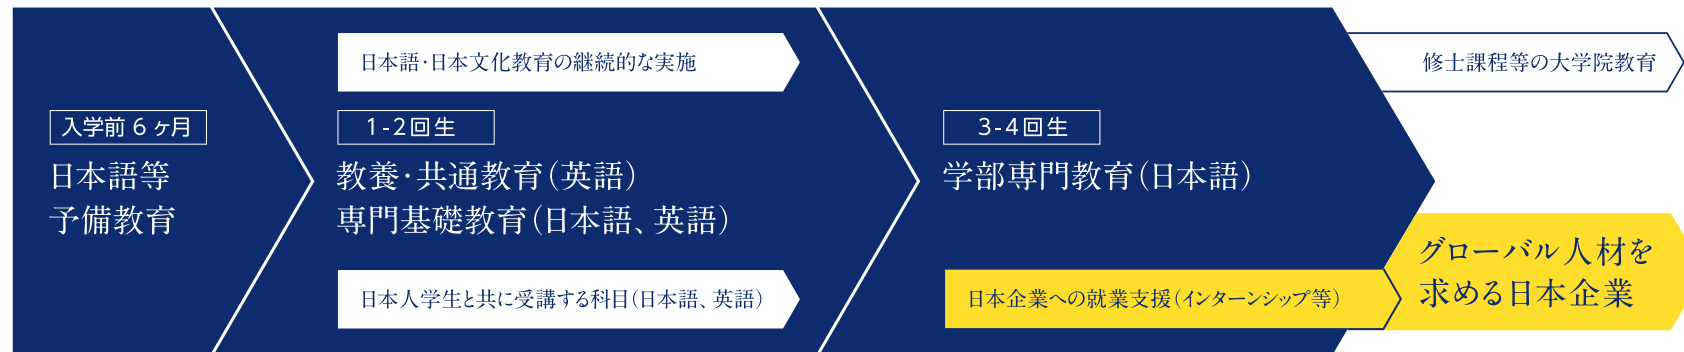 入学前 6 ヶ月
日本語等
予備教育
日本語・日本文化教育の継続的な実施
1-2回生
教養・共通教育（英語）
専門基礎教育（日本語、英語）
日本人学生と共に受講する科目（日本語、英語）
3-4回生
学部専門教育（日本語）
日本企業への就業支援（インターンシップ等）
修士課程等の大学院教育
グローバル人材を
求める日本企業